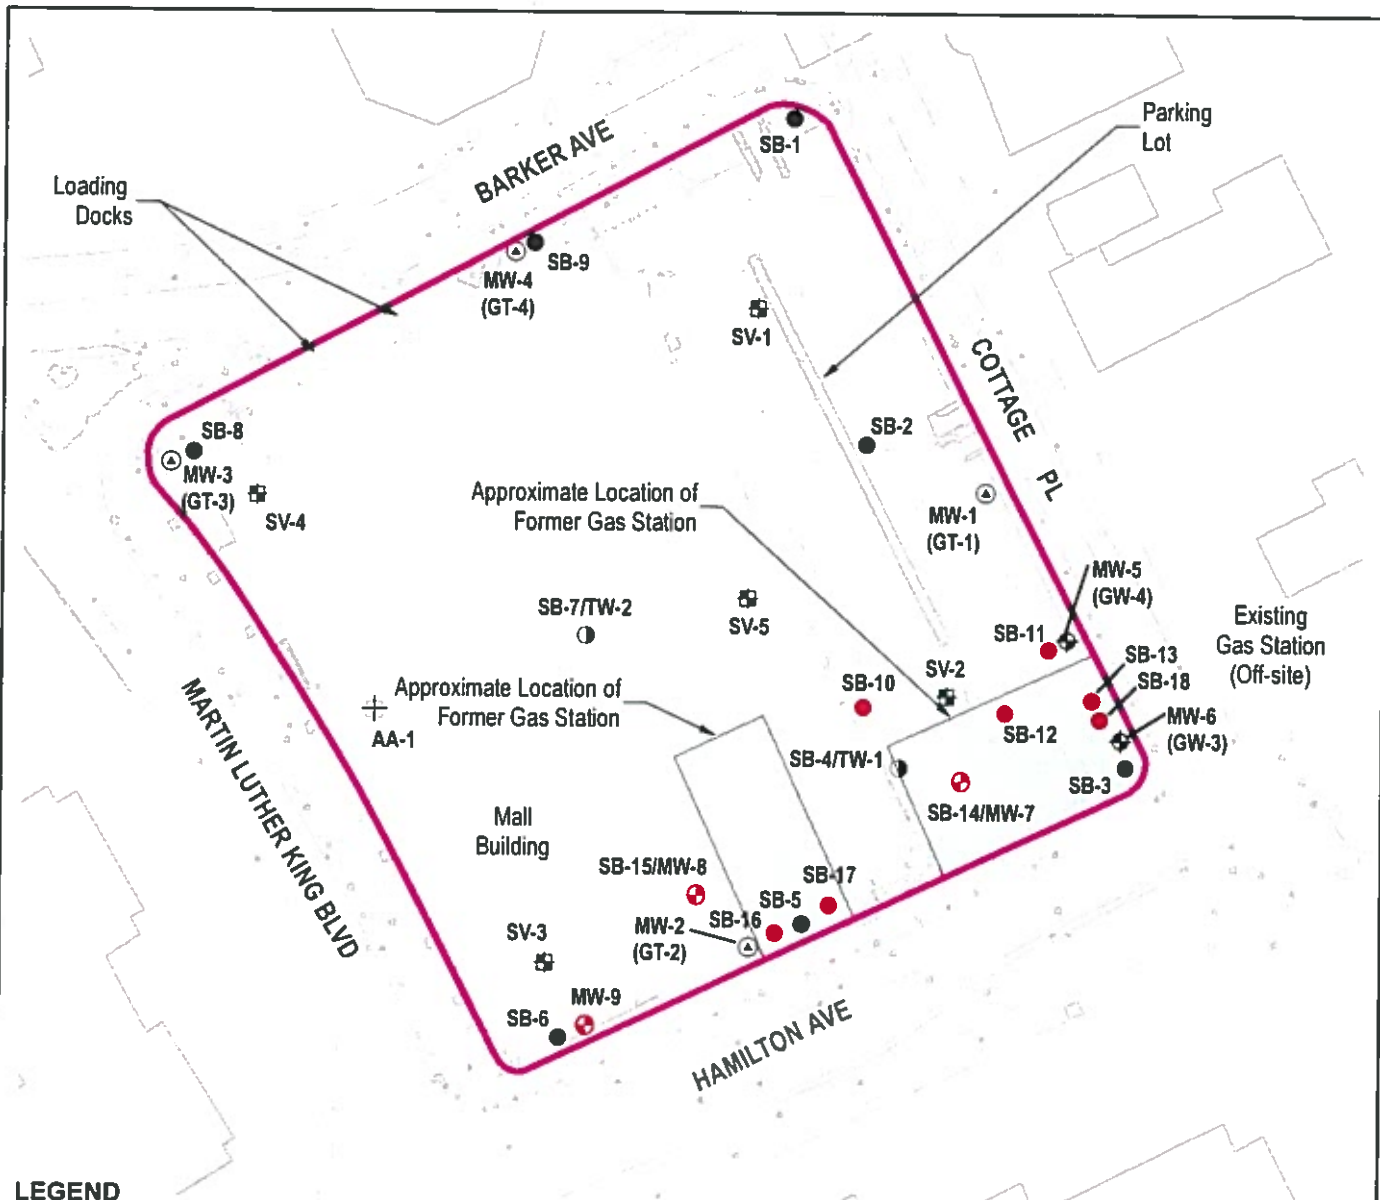 SB-1
Parking
Lot
BARKER AVE
Loading
Docks
SB-9
MW-4
(GT-4)
SV-1
COTTAGE PL
SB-8
MW-3
(GT-3)
SV-4
SB-2
Approximate Location of
Former Gas Station
MW-1
(GT-1)
MW-5
(GW-4)
SB-7/TW-2
SV-5
Existing
Gas Station
(Off-site)
SB-11
SB-13
SB-18
SV-2
SB-10
Approximate Location of
Former Gas Station
MW-6
(GW-3)
SB-12
AA-1
MARTIN LUTHER KING BLVD
SB-4/TW-1
SB-3
SB-14/MW-7
Mall
Building
SB-15/MW-8
SB-17
SB-5
SB-16
MW-2
(GT-2)
SV-3
MW-9
SB-6
HAMILTON AVE
LEGEND